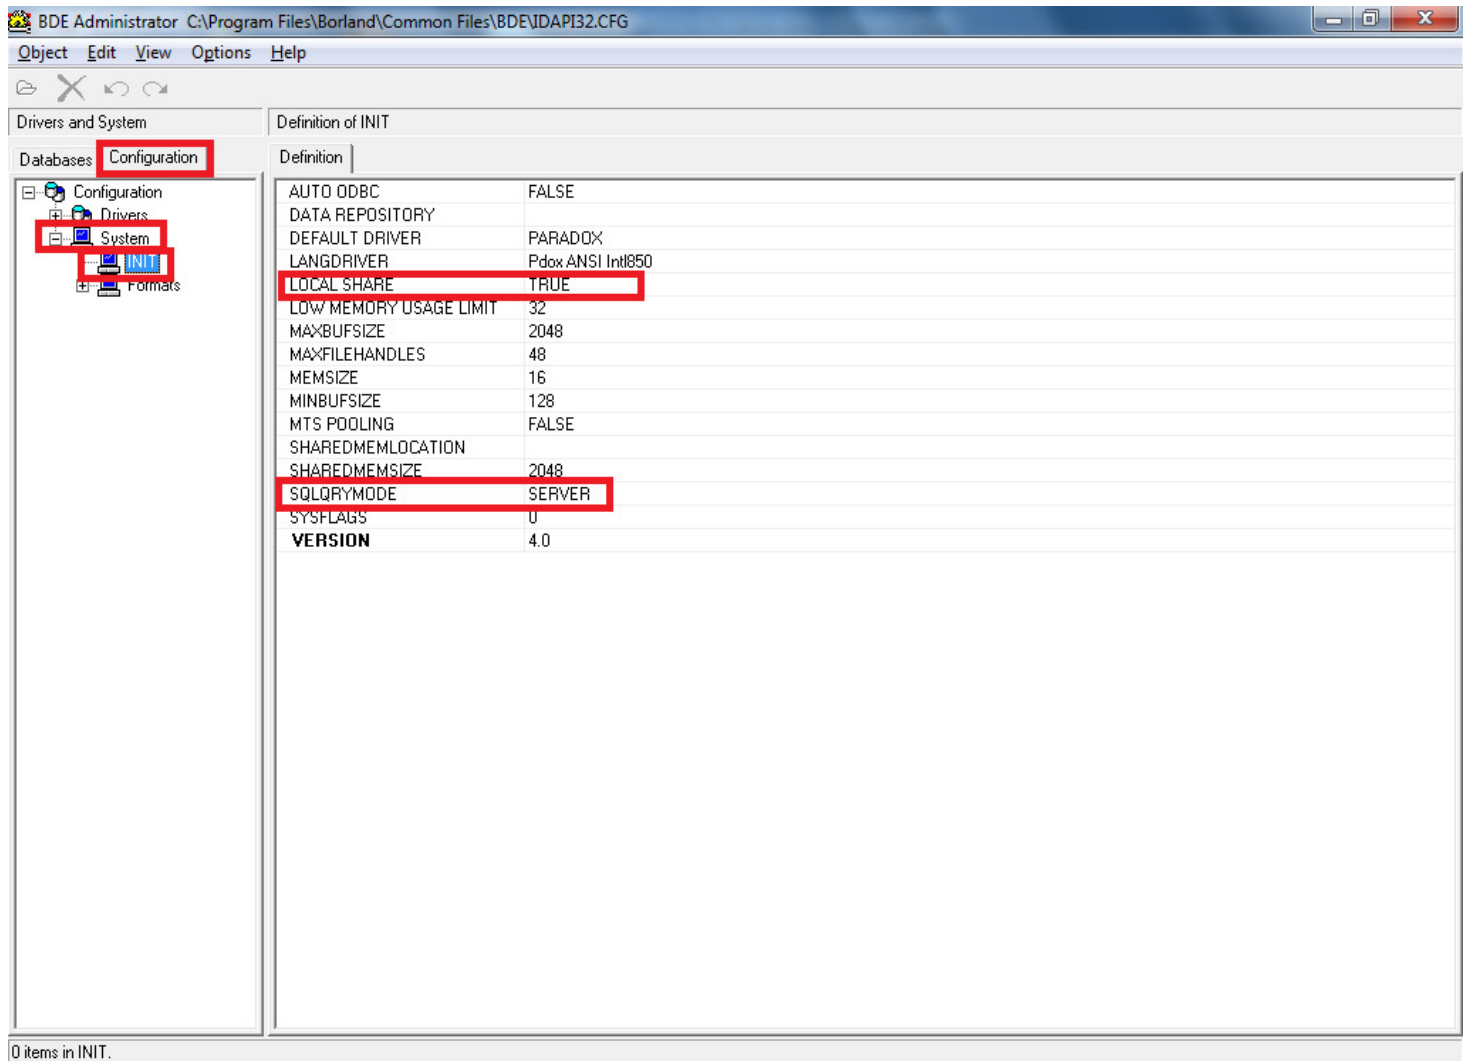 BDE Administrator C:\Program Files\Borland\Common Files\BDE\IDAPI32.CFG
Object Edit View Options Help
Drivers and System Definition of INIT
Databases Configuration Definition
Configuration
Drivers
System
INIT
Formats
AUTO ODBC FALSE
DATA REPOSITORY
DEFAULT DRIVER PARADOX
LANGDRIVER Pdox ANSI Intl850
LOCAL SHARE TRUE
LOW MEMORY USAGE LIMIT 32
MAXBUFSIZE 2048
MAXFILEHANDLES 48
MEMSIZE 16
MINBUFSIZE 128
MTS POOLING FALSE
SHAREDMEMLOCATION
SHAREDMEMSIZE 2048
SQLQRYMODE SERVER
SYSFLAGS 0
VERSION 4.0
0 items in INIT.